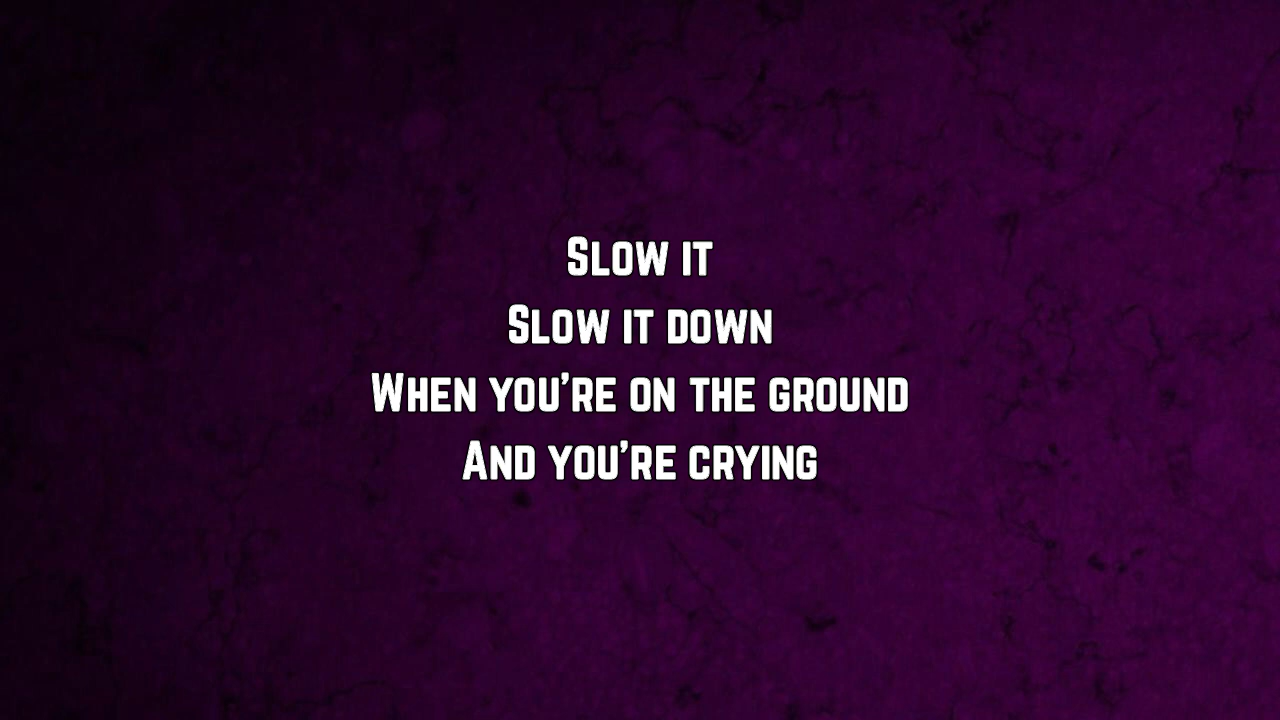 Slow it
Slow it down
When you're on the ground
And you're crying